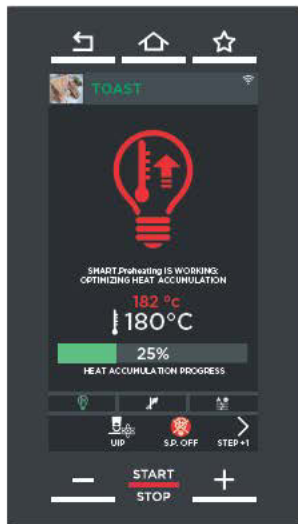 TOAST
SMART.Preheating IS WORKING:
OPTIMIZING HEAT ACCUMULATION
182 °c
180°C
25%
HEAT ACCUMULATION PROGRESS
UIP
S.P. OFF
STEP +1
START
STOP